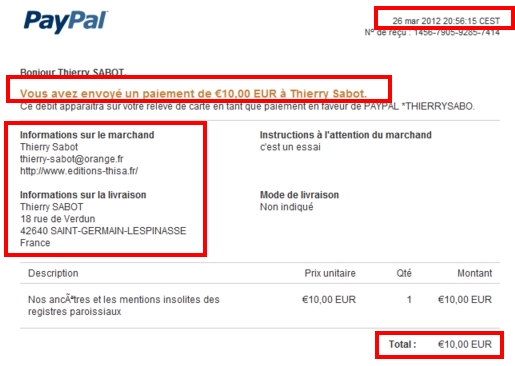 PayPal
26 mar 2012 20:56:15 CEST
N° de reçu : 1456-7905-9285-7414
Bonjour Thierry SABOT,
Vous avez envoyé un paiement de €10,00 EUR à Thierry Sabot.
Ce débit apparaîtra sur votre relevé de carte en tant que paiement en faveur de PAYPAL *THIERRYSABO.
Informations sur le marchand
Thierry Sabot
thierry-sabot@orange.fr
http://www.editions-thisa.fr/
Instructions à l'attention du marchand
c'est un essai
Informations sur la livraison
Thierry SABOT
18 rue de Verdun
42640 SAINT-GERMAIN-LESPINASSE
France
Mode de livraison
Non indiqué
Description Prix unitaire Qté Montant
Nos ancÃªtres et les mentions insolites des €10,00 EUR 1 €10,00 EUR
registres paroissiaux
Total : €10,00 EUR